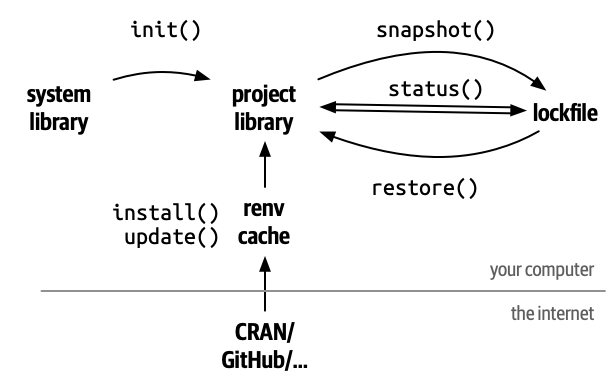 init()
snapshot()
system
library
project
library
status()
lockfile
restore()
install()
update()
renv
cache
your computer
the internet
CRAN/
GitHub/...